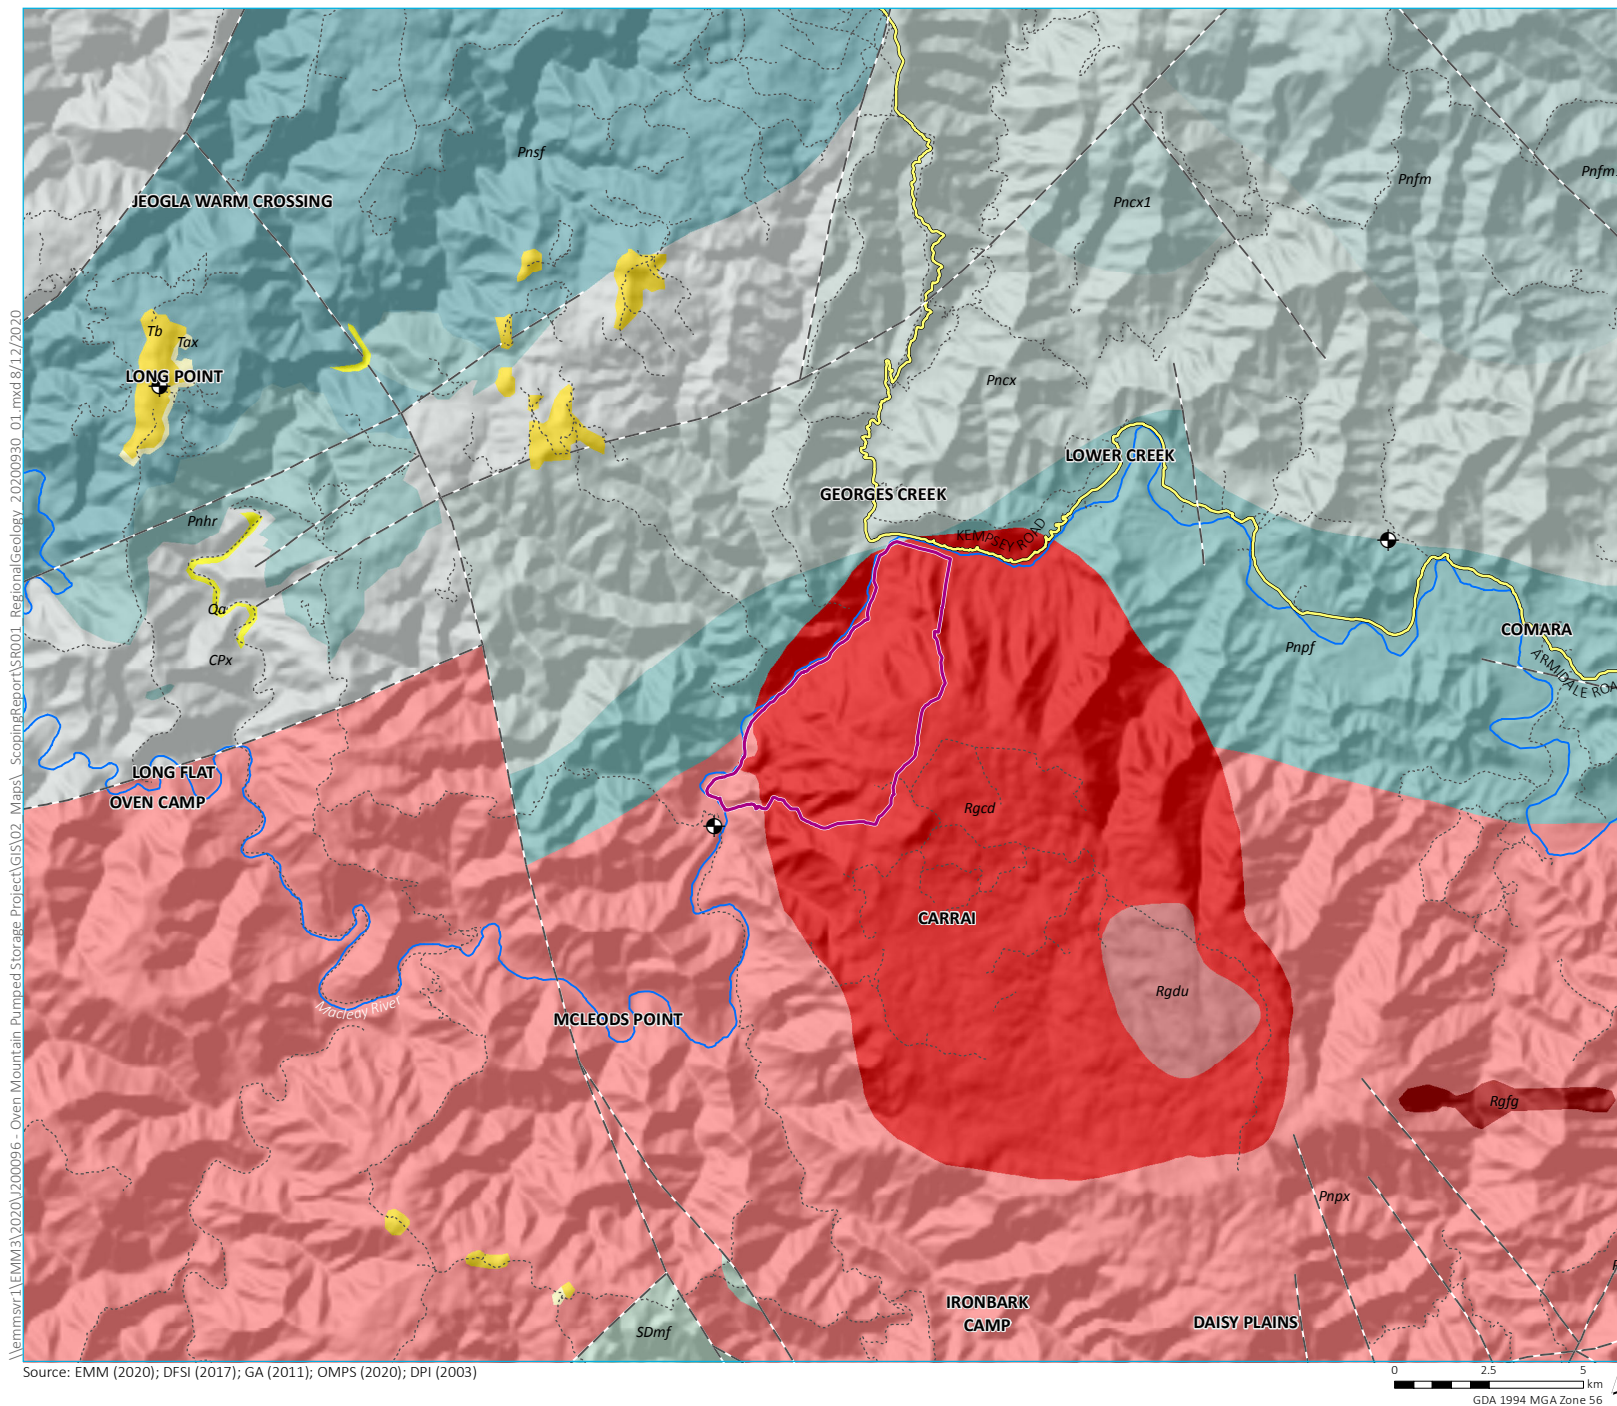 Pnsf
Pnfm
Pnfm
JEOGLA WARM CROSSING
Pncx1
Tb
Tax
LONG POINT
Pncx
LOWER CREEK
GEORGES CREEK
Pnhr
KEMPSEY ROAD
Qa
COMARA
Pnpf
CPx
ARMIDALE ROA
LONG FLAT
OVEN CAMP
Rgcd
CARRAI
Rgdu
Macleay River
MCLEODS POINT
Rgfg
Pnpx
IRONBARK
CAMP
DAISY PLAINS
SDmf
\\emmsvr1\EMM3\2020\J200096 - Oven Mountain Pumped Storage Project\GIS\02_Maps\_ScopingReport\SR001_RegionalGeology_20200930_01.mxd 8/12/2020
Source: EMM (2020); DFSI (2017); GA (2011); OMPS (2020); DPI (2003)
0 2.5 5
km
GDA 1994 MGA Zone 56